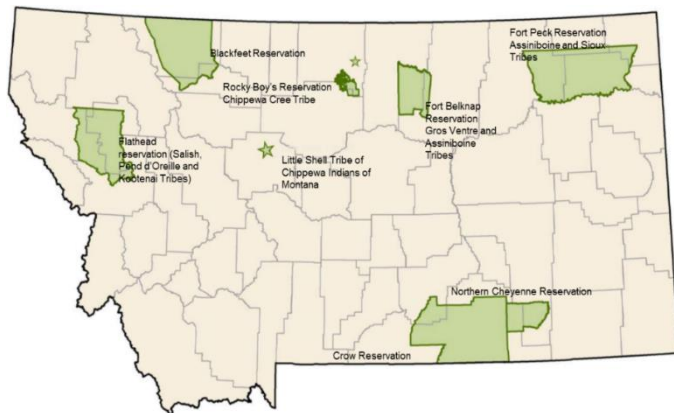 Blackfeet Reservation
Fort Peck Reservation
Assiniboine and Sioux
Tribes
Rocky Boy's Reservation
Chippewa Cree Tribe
Fort Belknap
Reservation
Gros Ventre and
Assiniboine
Tribes
Flathead
reservation (Salish,
Pend d'Oreille and
Kootenai Tribes)
Little Shell Tribe of
Chippewa Indians of
Montana
Northern Cheyenne Reservation
Crow Reservation